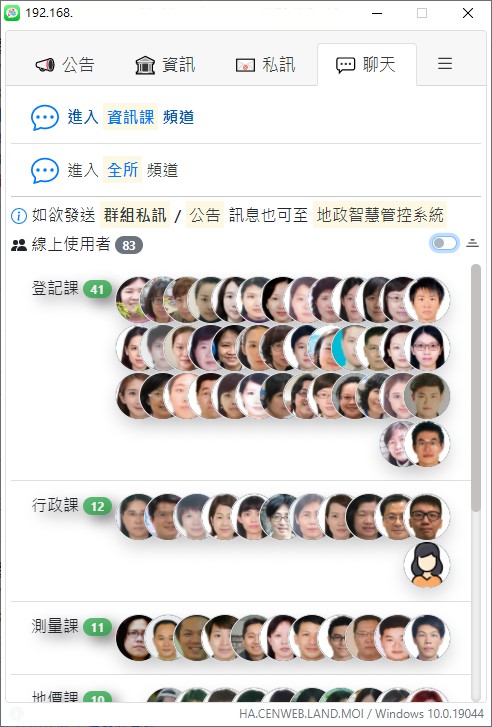 192.168.
公告 資訊 私訊 聊天
進入 資訊課 頻道
進入 全所 頻道
如欲發送 群組私訊 / 公告 訊息也可至 地政智慧管控系統
線上使用者 83
登記課 41
行政課 12
測量課 11
地價課 10
HA.CENWEB.LAND.MOI / Windows 10.0.19044